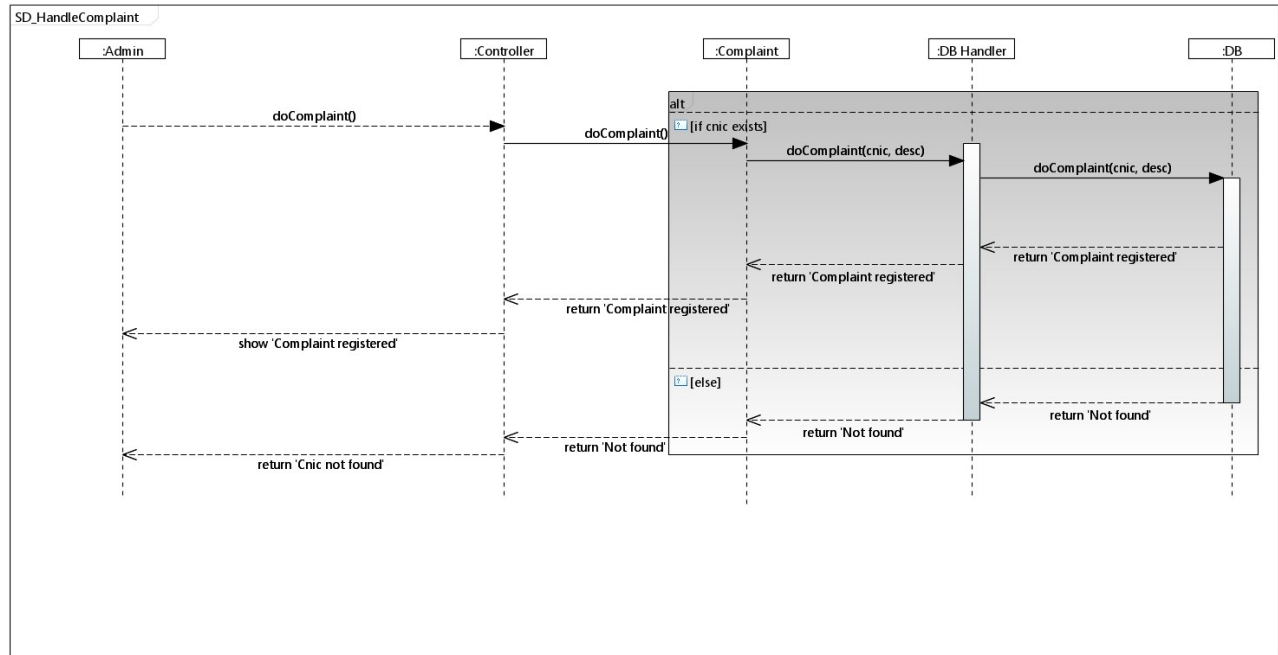 SD_HandleComplaint
:Admin
:Controller
:Complaint
:DB Handler
:DB
alt
[if cnic exists]
doComplaint()
doComplaint()
doComplaint(cnic, desc)
doComplaint(cnic, desc)
return 'Complaint registered'
return 'Complaint registered'
return 'Complaint registered'
show 'Complaint registered'
[else]
return 'Not found'
return 'Not found'
return 'Not found'
return 'Cnic not found'